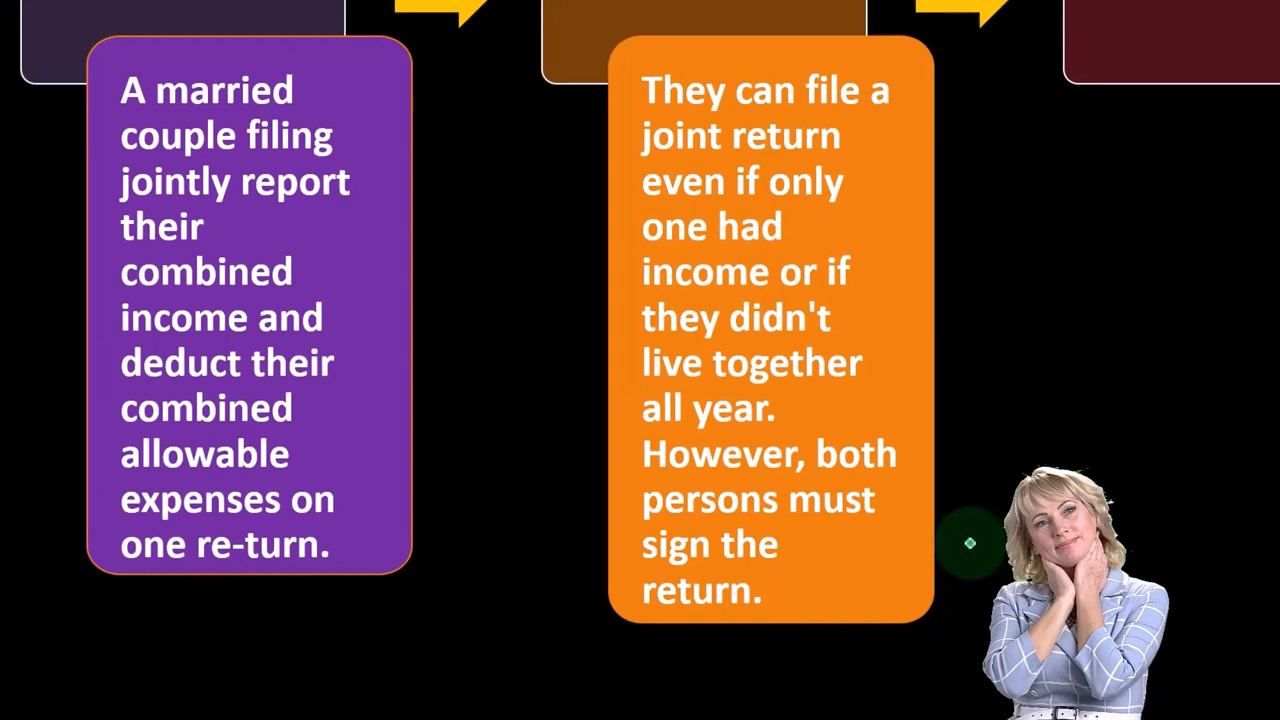 A married
couple filing
jointly report
their
combined
income and
deduct their
combined
allowable
expenses on
one re-turn.
They can file a
joint return
even if only
one had
income or if
they didn't
live together
all year.
However, both
persons must
sign the
return.